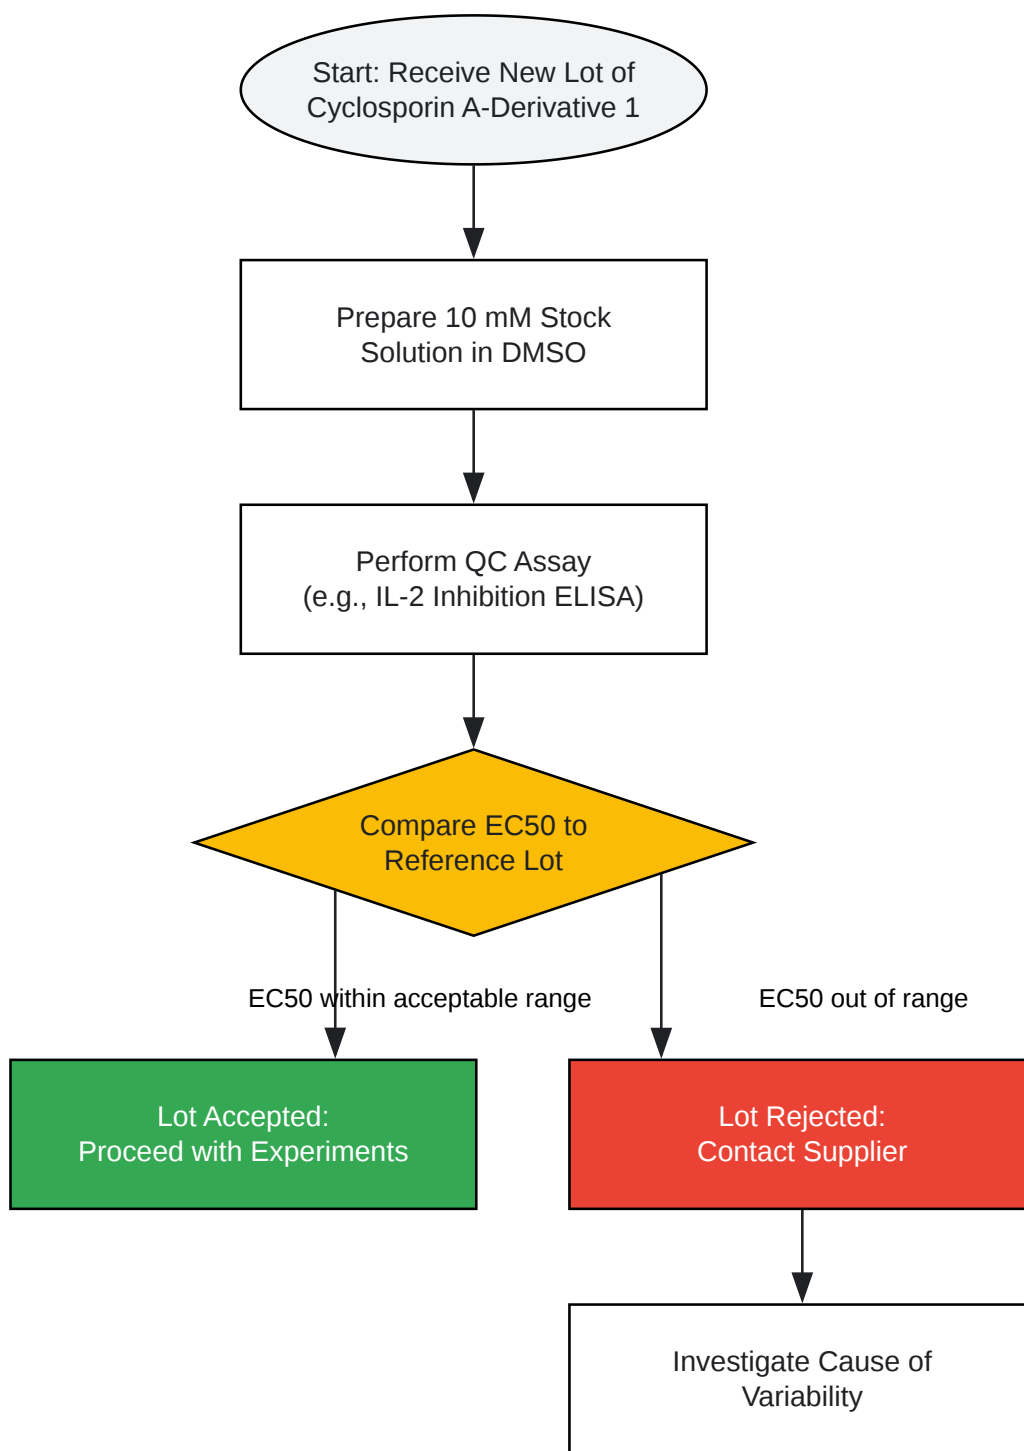 Start: Receive New Lot of
Cyclosporin A-Derivative 1
Prepare 10 mM Stock
Solution in DMSO
Perform QC Assay
(e.g., IL-2 Inhibition ELISA)
Compare EC50 to
Reference Lot
EC50 within acceptable range
EC50 out of range
Lot Accepted:
Proceed with Experiments
Lot Rejected:
Contact Supplier
Investigate Cause of
Variability